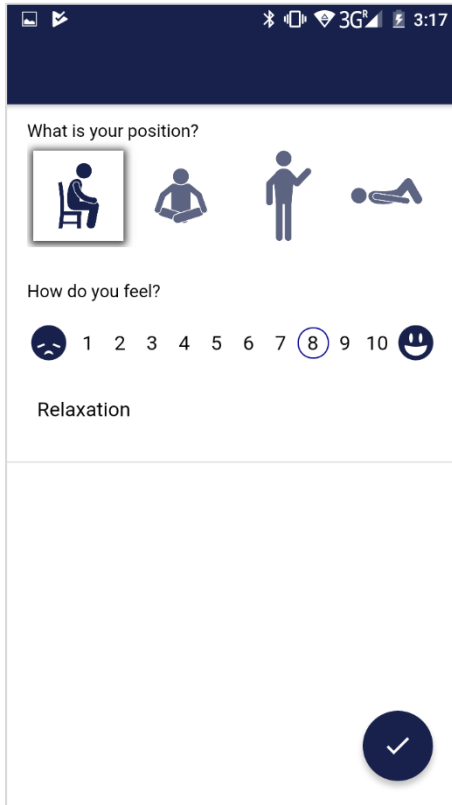 3G R 3:17
What is your position?
How do you feel?
1 2 3 4 5 6 7 8 9 10
Relaxation